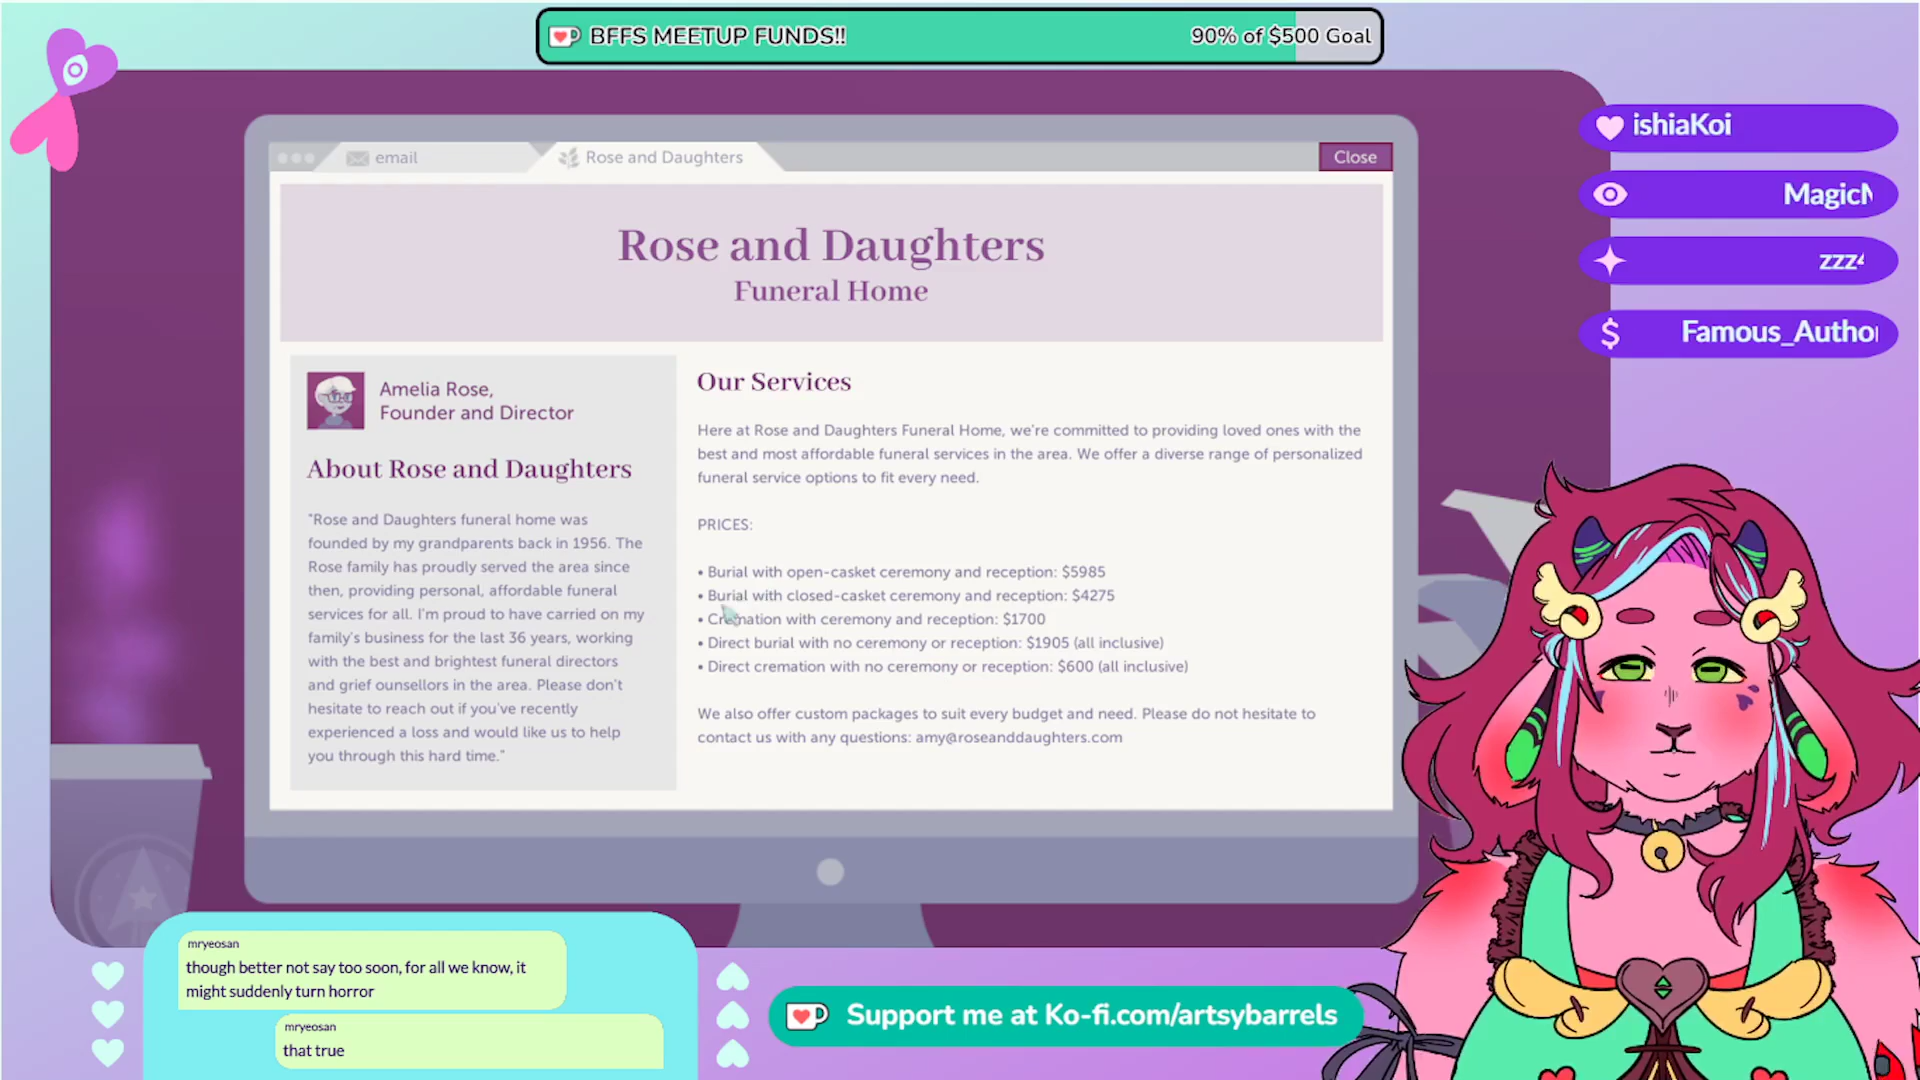 BFFS MEETUP FUNDS!!
90% of $500 Goal
ishiaKoi
Magic
zzz
Famous_Autho
email
Rose and Daughters
Close
Rose and Daughters
Funeral Home
Amelia Rose,
Founder and Director
About Rose and Daughters
"Rose and Daughters funeral home was
founded by my grandparents back in 1956. The
Rose family has proudly served the area since
then, providing personal, affordable funeral
services for all. I'm proud to have carried on my
family's business for the last 36 years, working
with the best and brightest funeral directors
and grief ounsellors in the area. Please don't
hesitate to reach out if you've recently
experienced a loss and would like us to help
you through this hard time."
Our Services
Here at Rose and Daughters Funeral Home, we're committed to providing loved ones with the
best and most affordable funeral services in the area. We offer a diverse range of personalized
funeral service options to fit every need.
PRICES:
• Burial with open-casket ceremony and reception: $5985
• Burial with closed-casket ceremony and reception: $4275
• Cremation with ceremony and reception: $1700
• Direct burial with no ceremony or reception: $1905 (all inclusive)
• Direct cremation with no ceremony or reception: $600 (all inclusive)
We also offer custom packages to suit every budget and need. Please do not hesitate to
contact us with any questions: amy@roseanddaughters.com
mryeosan
though better not say too soon, for all we know, it
might suddenly turn horror
mryeosan
that true
Support me at Ko-fi.com/artsybarrels